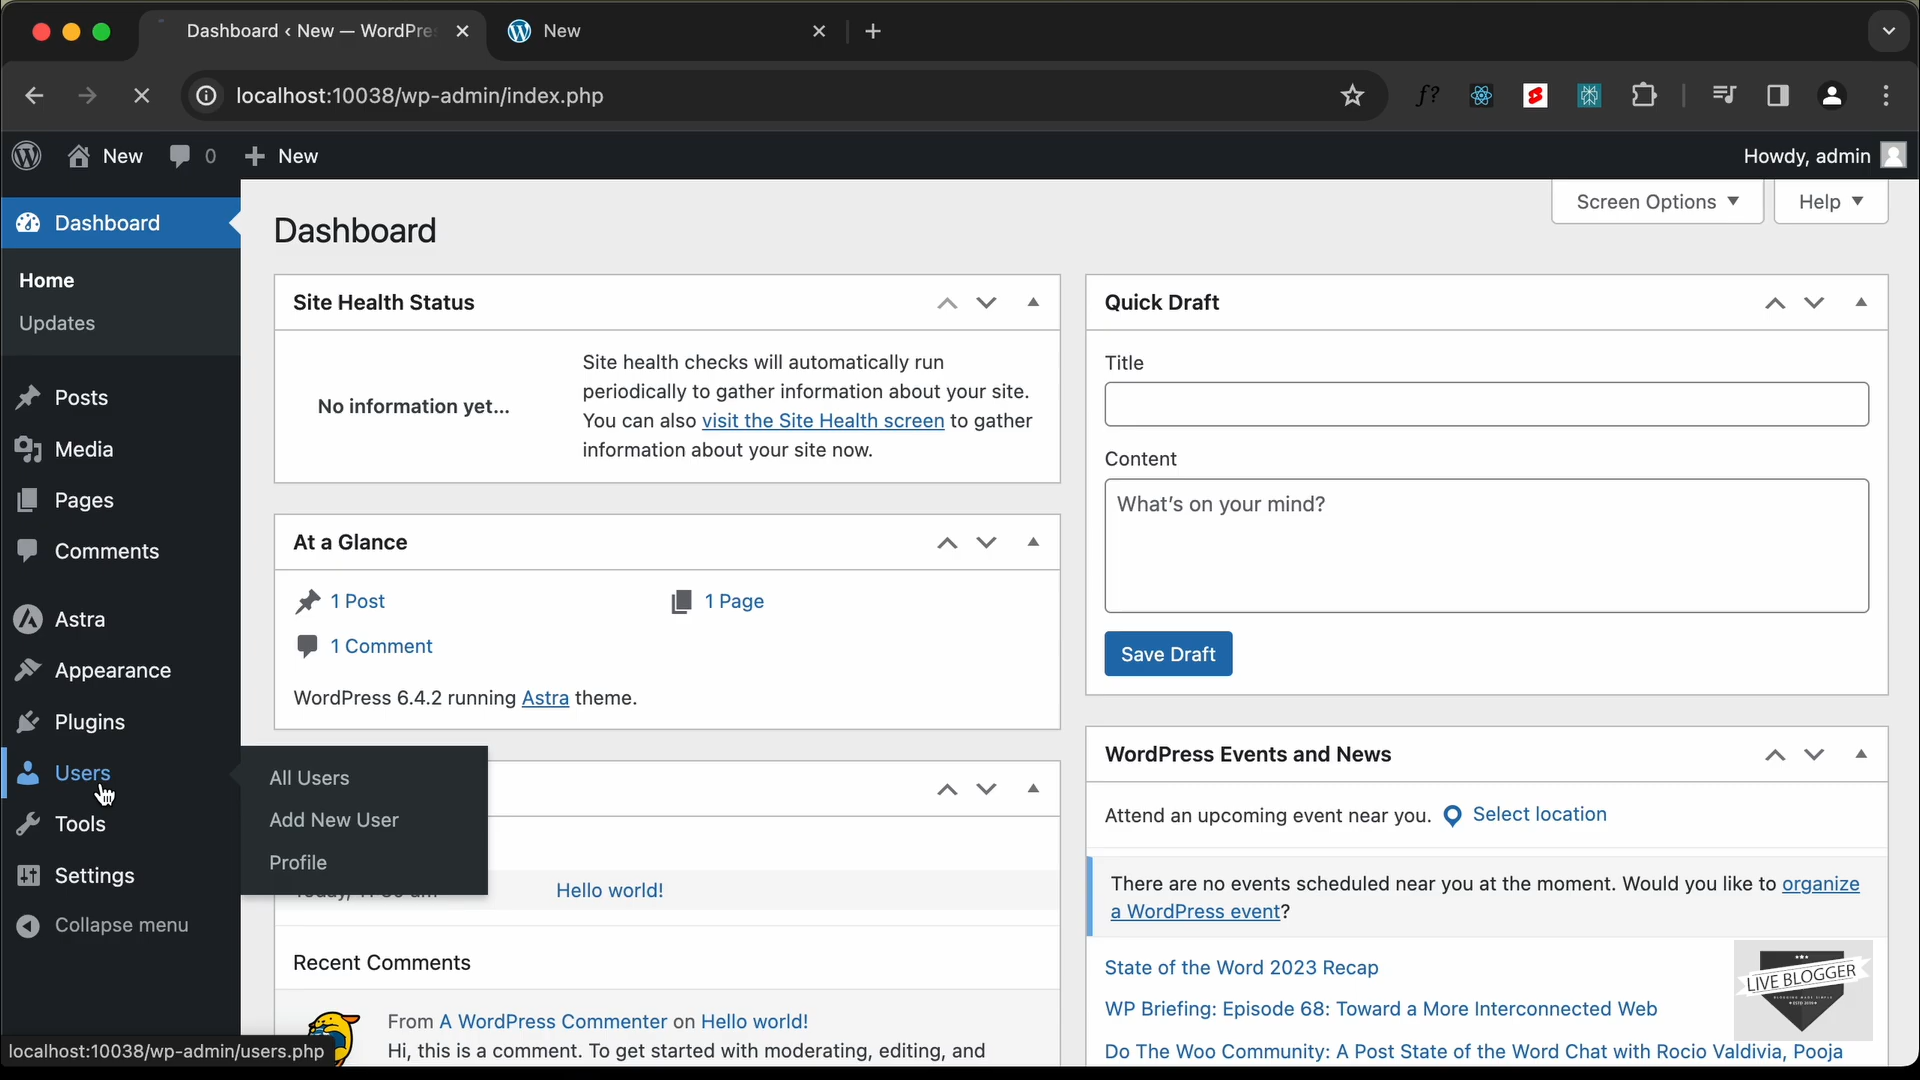 Dashboard ‹ New — WordPre
New
localhost:10038/wp-admin/index.php
New
0
New
Howdy, admin
Dashboard
Home
Updates
Posts
Media
Pages
Comments
Astra
Appearance
Plugins
Users
Tools
Settings
Collapse menu
All Users
Add New User
Profile
Screen Options
Help
Dashboard
Site Health Status
No information yet...
Site health checks will automatically run
periodically to gather information about your site.
You can also visit the Site Health screen to gather
information about your site now.
At a Glance
1 Post
1 Page
1 Comment
WordPress 6.4.2 running Astra theme.
Hello world!
Recent Comments
From A WordPress Commenter on Hello world!
Hi, this is a comment. To get started with moderating, editing, and
Quick Draft
Title
Content
What's on your mind?
Save Draft
WordPress Events and News
Attend an upcoming event near you.
Select location
There are no events scheduled near you at the moment. Would you like to organize
a WordPress event?
State of the Word 2023 Recap
WP Briefing: Episode 68: Toward a More Interconnected Web
Do The Woo Community: A Post State of the Word Chat with Rocio Valdivia, Pooja
LIVE BLOGGER
BLOGGING MADE SIMPLE
localhost:10038/wp-admin/users.php